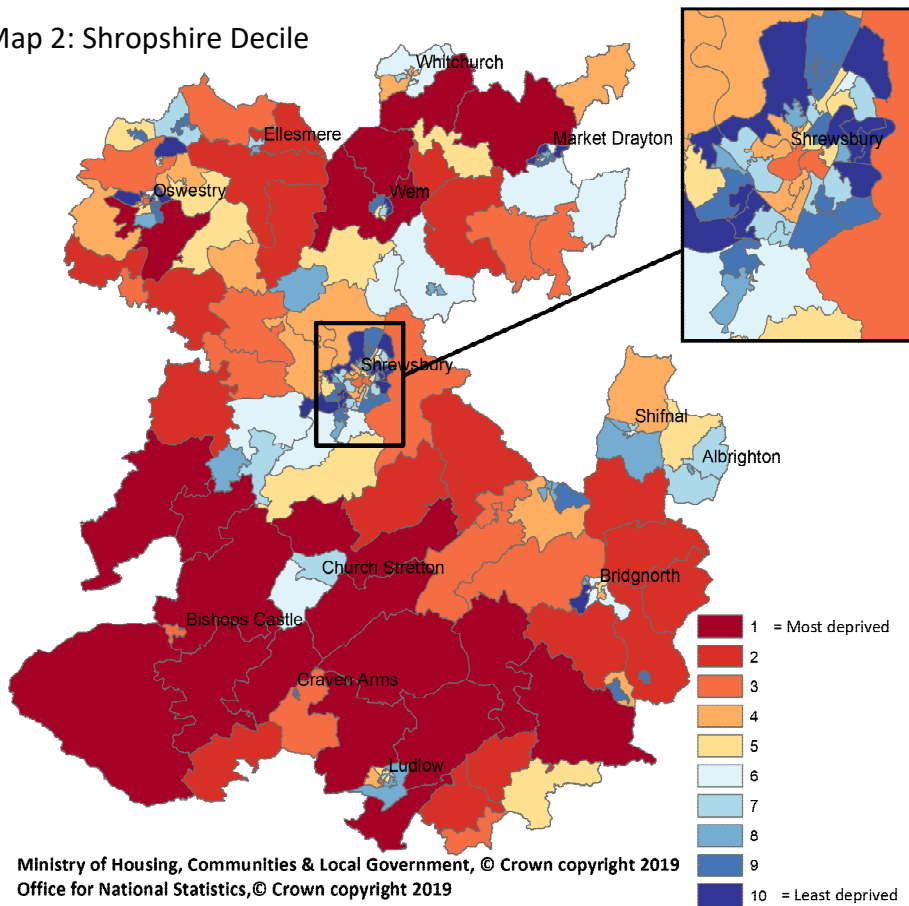 Map 2: Shropshire Decile
Whitchurch
Shrewsbury
Ellesmere
Market Drayton
Oswestry
Wem
Shrewsbury
Shifnal
Albrighton
Church Stretton
Bridgnorth
Bishops Castle
Craven Arms
Ludlow
1 = Most deprived
2
3
4
5
6
7
8
9
10 = Least deprived
Ministry of Housing, Communities & Local Government, © Crown copyright 2019
Office for National Statistics,© Crown copyright 2019